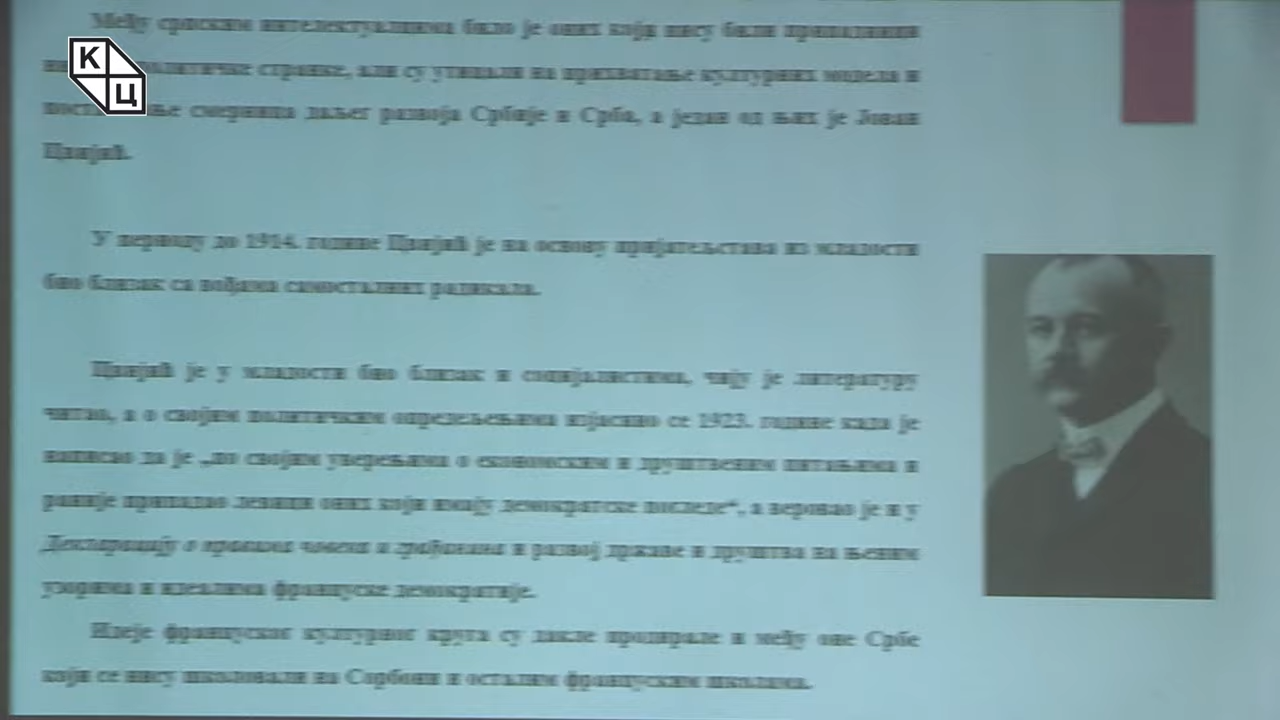 Међу српским интелектуалцима било је оних који нису били припадници
К Ц
политичке странке, али су утицали на прихватање културних модела и
смерница даљег развоја Србије и Срба, а један од њих је Јован
Цвијић.
У периоду до 1914. године Цвијић је на основу пријатељстава из младости
био близак са вођама самосталних радикала.
Цвијић је у младости био близак и социјалистима, чију је литературу
читао, а о својим политичким опредељењима изјаснио се 1923. године када је
написао да је „по својим уверењима о економским и друштвеним питањима и
раније припадао левици оних који имају демократске погледе“, а веровао је и у
Декларацију о правима човека и грађанина и развој државе и друштва на њеним
узорима и идеалима француске демократије.
Идеје француског културног круга су дакле продирале и међу оне Србе
који се нису школовали на Сорбони и осталим француским школама.